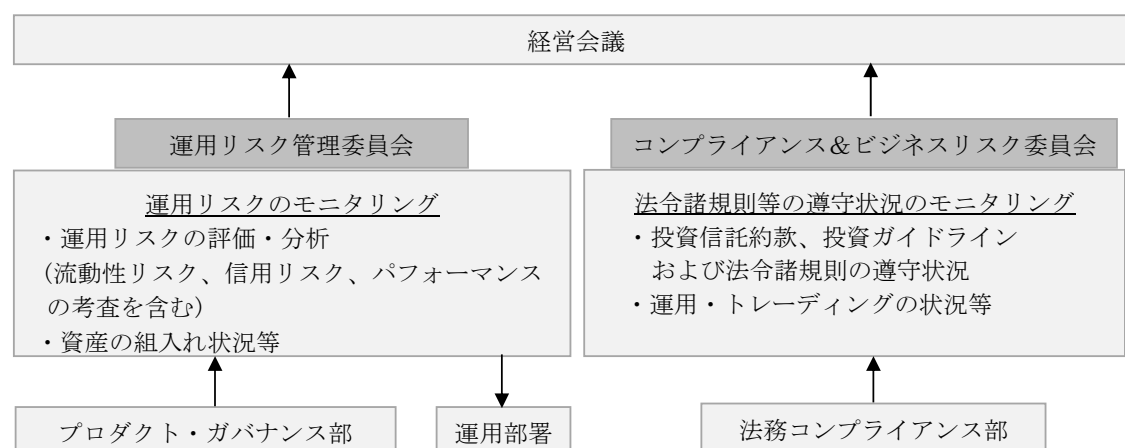 経営会議
運用リスク管理委員会
運用リスクのモニタリング
・運用リスクの評価・分析
(流動性リスク、信用リスク、パフォーマンス
の考査を含む)
・資産の組入れ状況等
プロダクト・ガバナンス部
運用部署
コンプライアンス&ビジネスリスク委員会
法令諸規則等の遵守状況のモニタリング
・投資信託約款、投資ガイドライン
および法令諸規則の遵守状況
・運用・トレーディングの状況等
法務コンプライアンス部